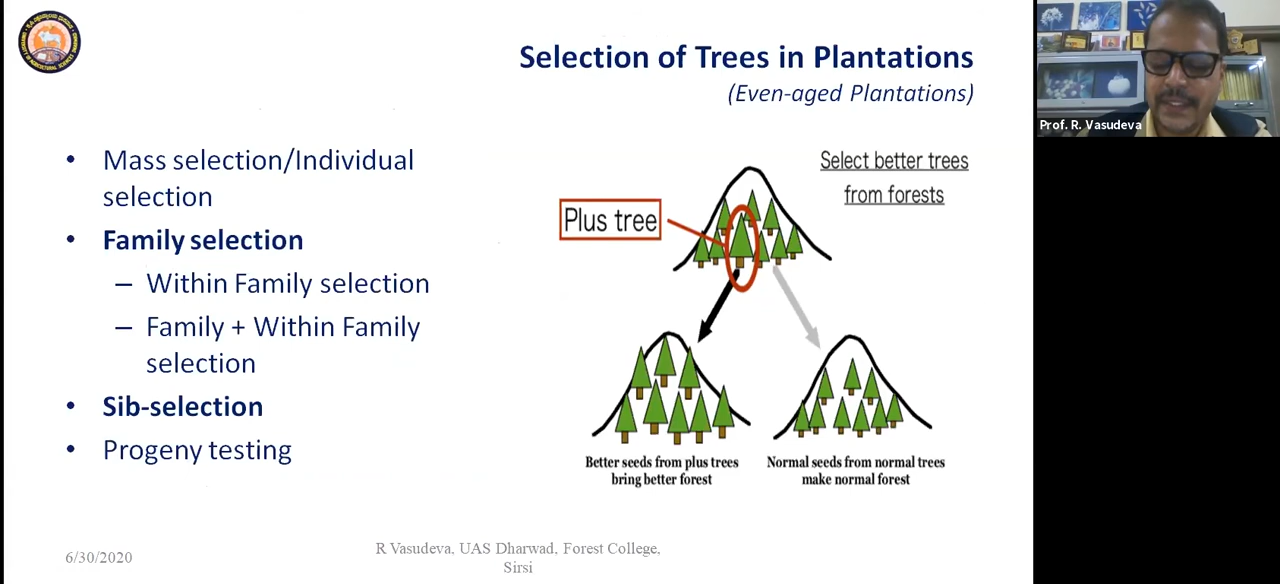 Selection of Trees in Plantations
(Even-aged Plantations)
Prof. R. Vasudeva
• Mass selection/Individual
selection
• Family selection
– Within Family selection
– Family + Within Family
selection
• Sib-selection
• Progeny testing
Select better trees
from forests
Plus tree
Better seeds from plus trees
bring better forest
Normal seeds from normal trees
make normal forest
6/30/2020
R Vasudeva, UAS Dharwad, Forest College,
Sirsi